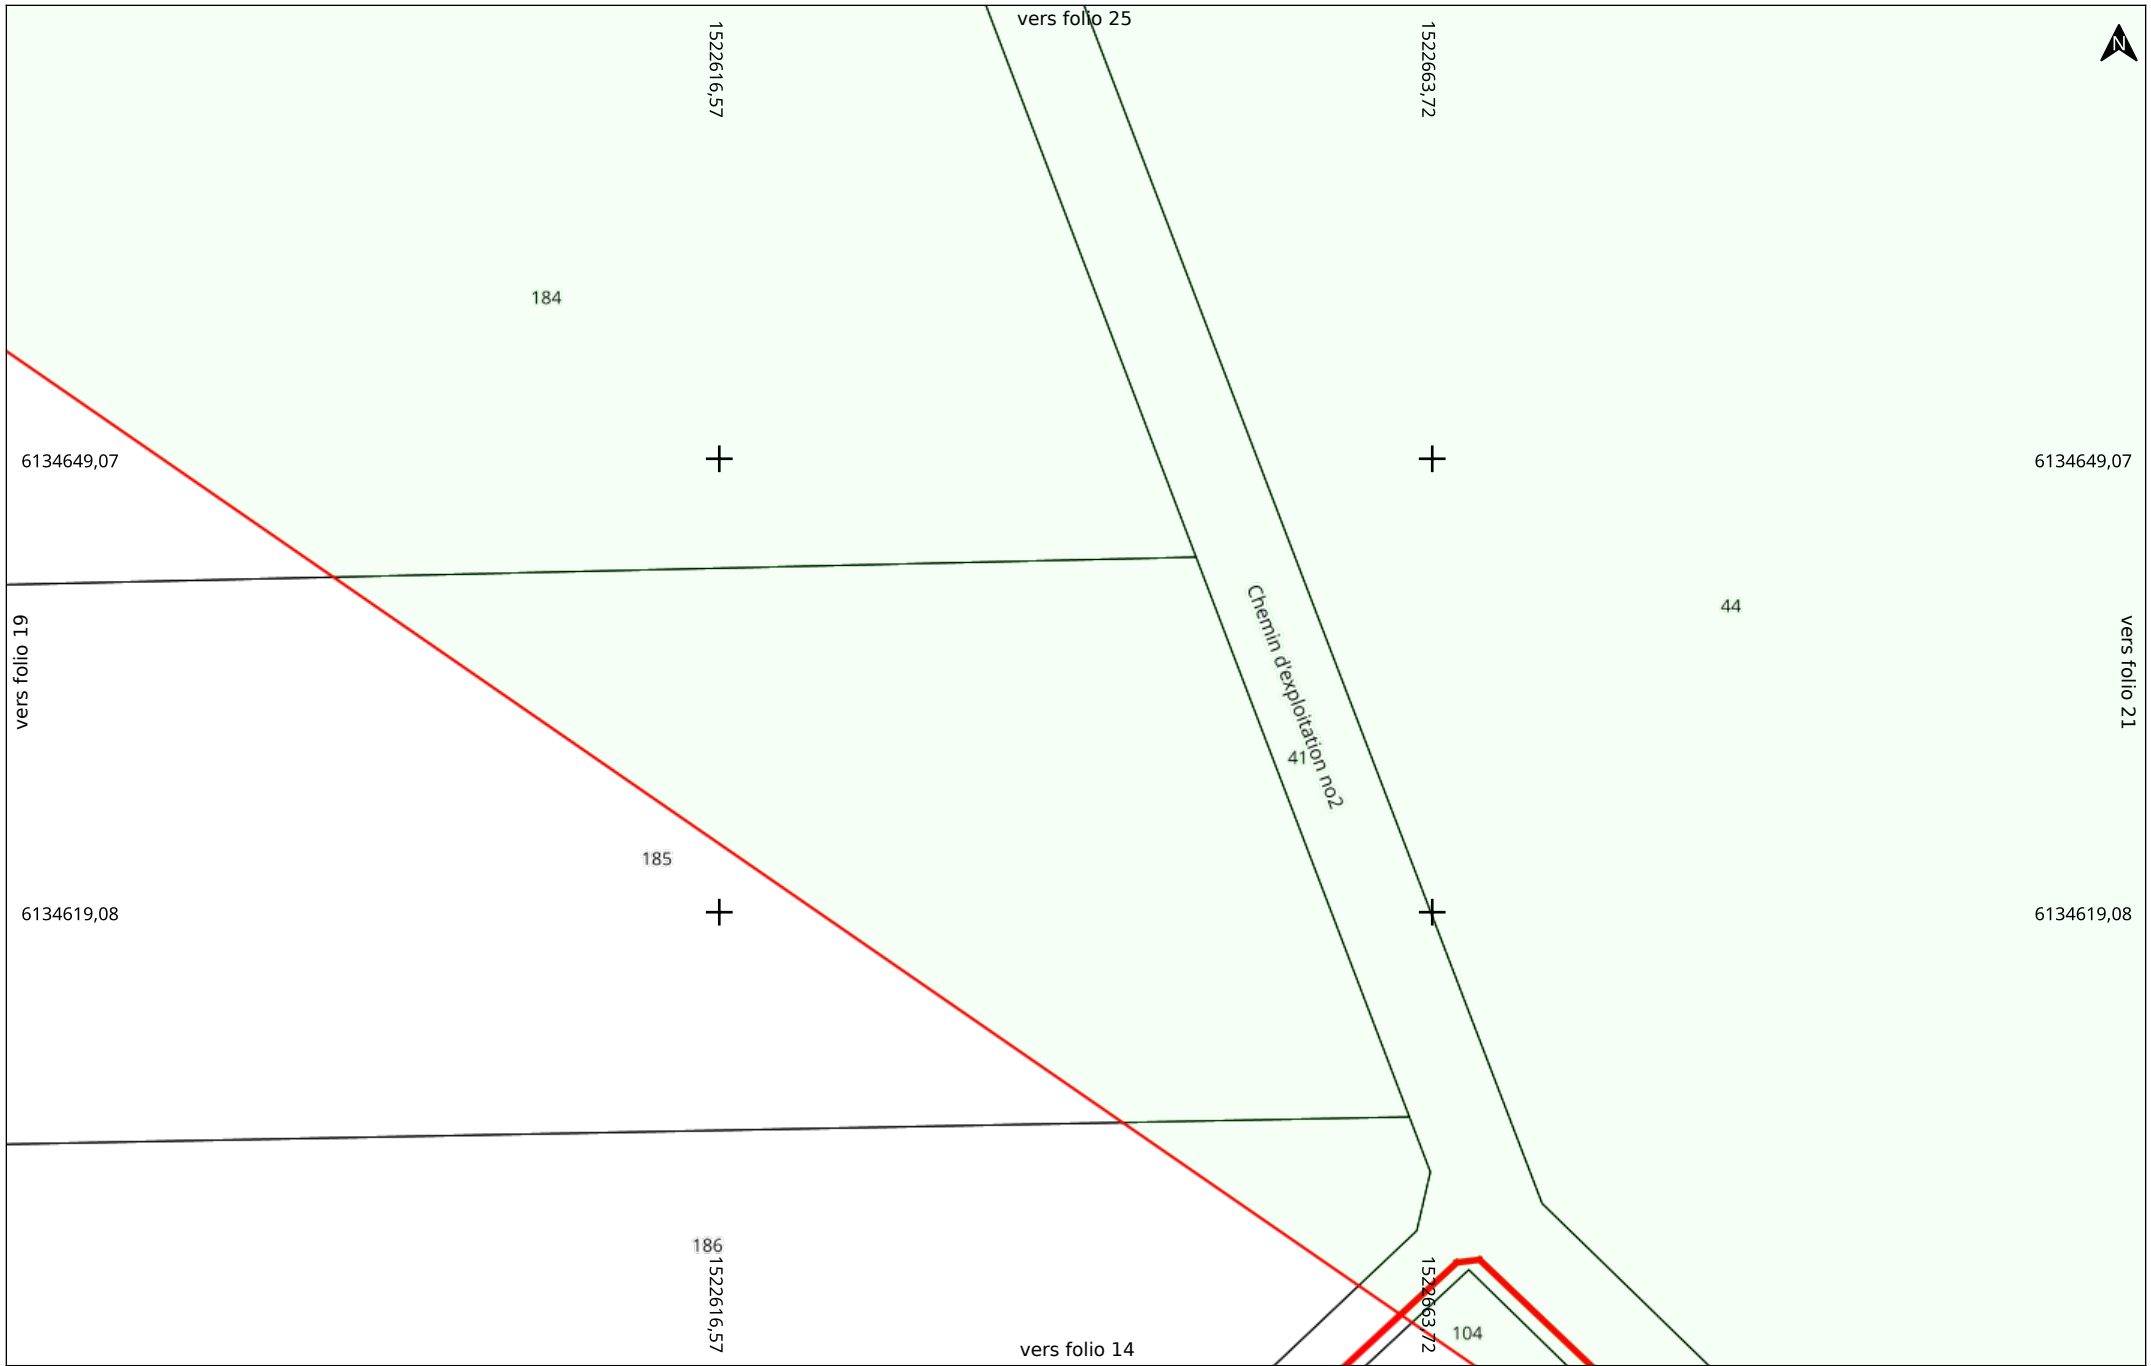 vers folio 25
1522616,57
1522663,72
N
184
6134649,07
6134649,07
vers folio 19
Chemin d'exploitation no2
44
vers folio 21
41
185
6134619,08
6134619,08
186
1522616,57
1522663,72
104
vers folio 14